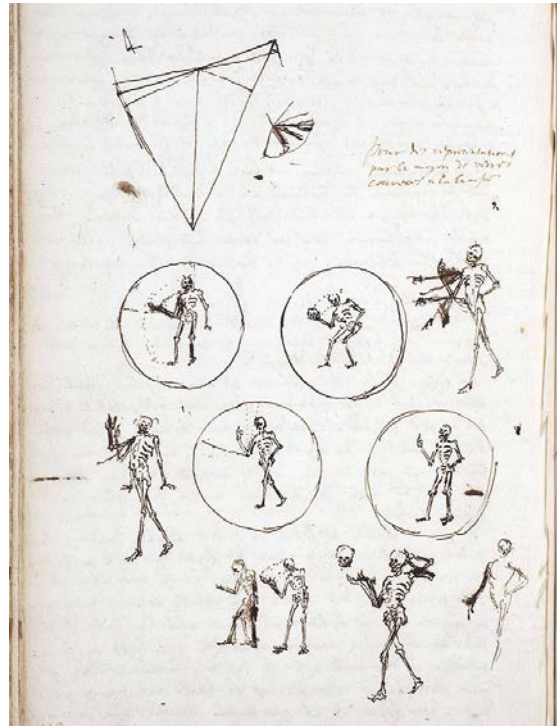 pour des representations
par le moyen de verres
convexes à la lampe